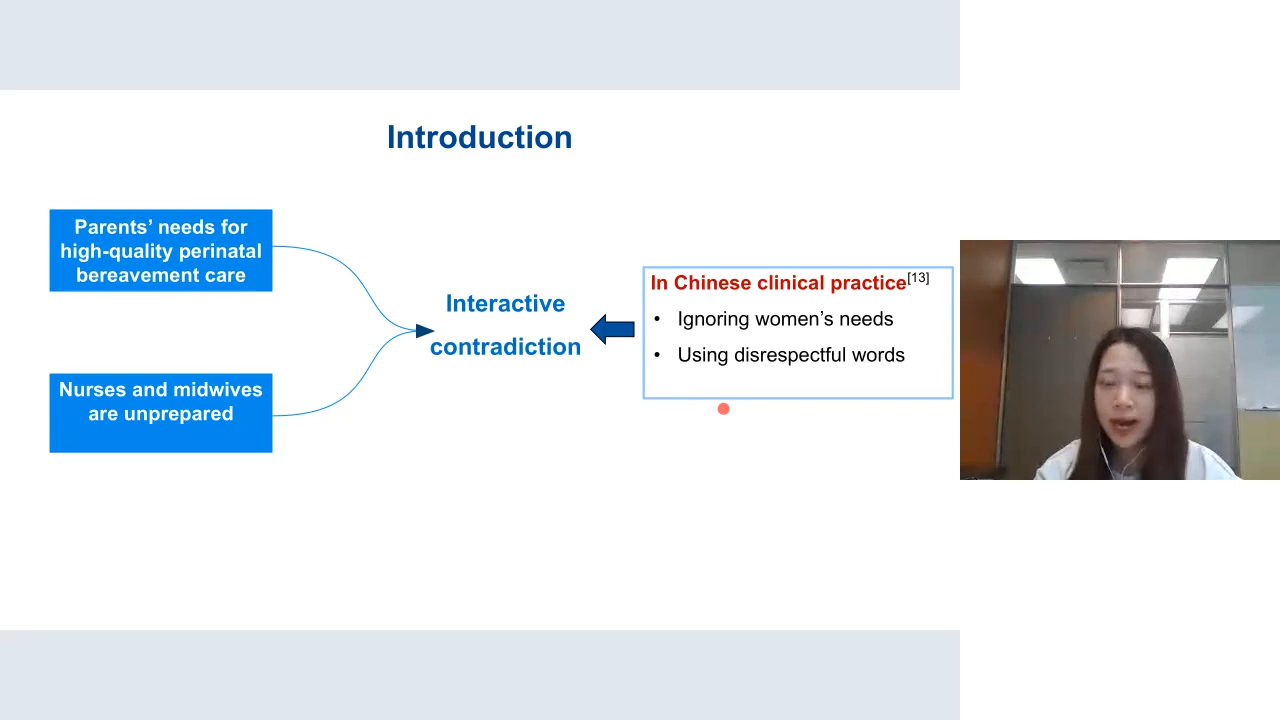 Introduction
Parents’ needs for
high-quality perinatal
bereavement care
Nurses and midwives
are unprepared
Interactive
contradiction
In Chinese clinical practice[13]
• Ignoring women’s needs
• Using disrespectful words